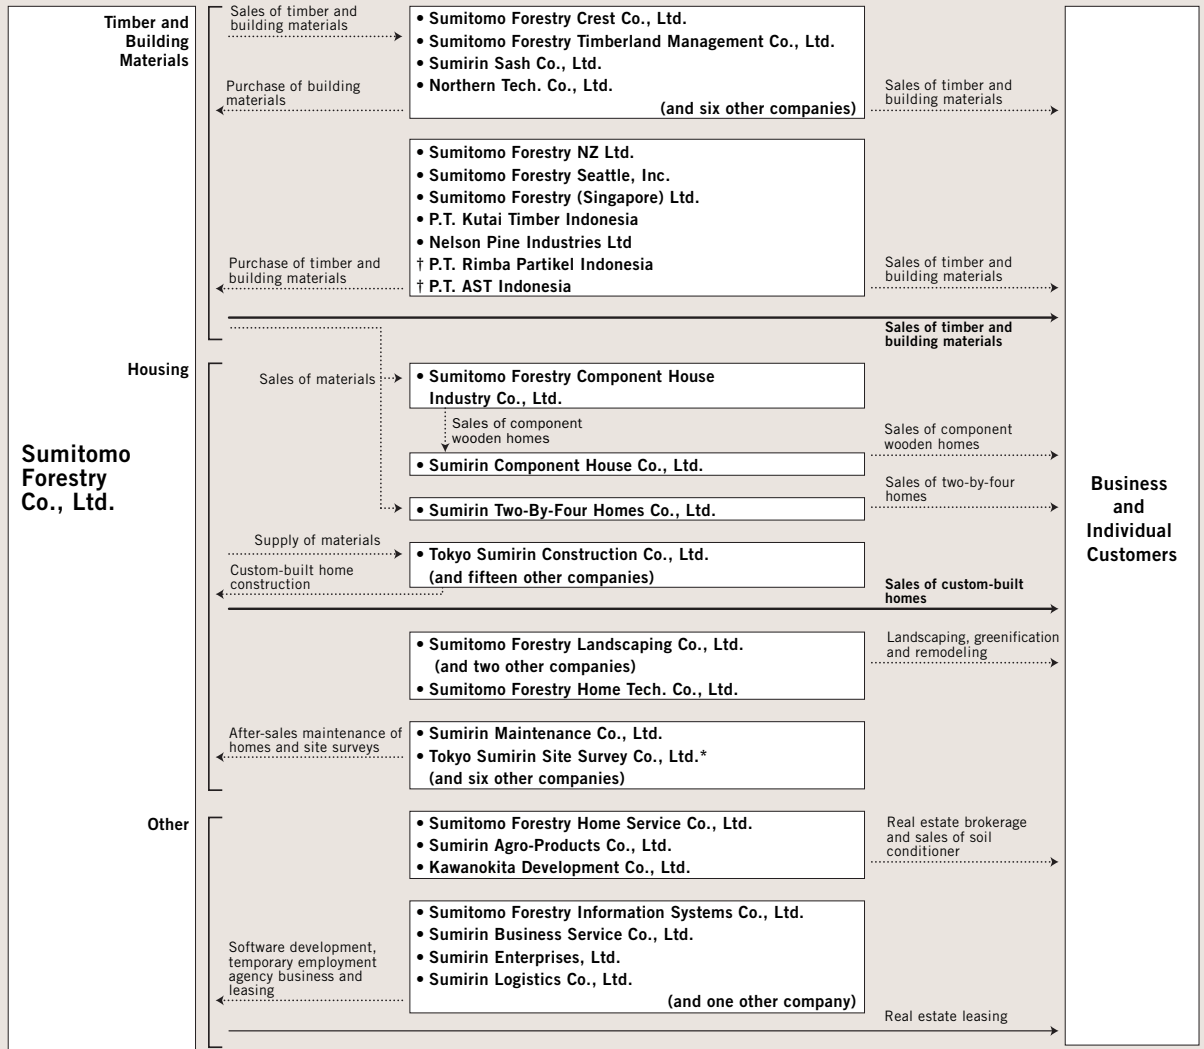 Timber and
Building
Materials
Sales of timber and
building materials
• Sumitomo Forestry Crest Co., Ltd.
• Sumitomo Forestry Timberland Management Co., Ltd.
• Sumirin Sash Co., Ltd.
• Northern Tech. Co., Ltd.
(and six other companies)
Purchase of building
materials
Sales of timber and
building materials
• Sumitomo Forestry NZ Ltd.
• Sumitomo Forestry Seattle, Inc.
• Sumitomo Forestry (Singapore) Ltd.
• P.T. Kutai Timber Indonesia
• Nelson Pine Industries Ltd
† P.T. Rimba Partikel Indonesia
† P.T. AST Indonesia
Purchase of timber and
building materials
Sales of timber and
building materials
Sales of timber and
building materials
Housing
Sales of materials
• Sumitomo Forestry Component House
Industry Co., Ltd.
Sales of component
wooden homes
• Sumirin Component House Co., Ltd.
Sales of component
wooden homes
Sumitomo
Forestry
Co., Ltd.
Business
and
Individual
Customers
• Sumirin Two-By-Four Homes Co., Ltd.
Sales of two-by-four
homes
Supply of materials
• Tokyo Sumirin Construction Co., Ltd.
(and fifteen other companies)
Custom-built home
construction
Sales of custom-built
homes
• Sumitomo Forestry Landscaping Co., Ltd.
(and two other companies)
• Sumitomo Forestry Home Tech. Co., Ltd.
Landscaping, greenification
and remodeling
After-sales maintenance of
homes and site surveys
• Sumirin Maintenance Co., Ltd.
• Tokyo Sumirin Site Survey Co., Ltd.*
(and six other companies)
Other
• Sumitomo Forestry Home Service Co., Ltd.
• Sumirin Agro-Products Co., Ltd.
• Kawanokita Development Co., Ltd.
Real estate brokerage
and sales of soil
conditioner
• Sumitomo Forestry Information Systems Co., Ltd.
• Sumirin Business Service Co., Ltd.
• Sumirin Enterprises, Ltd.
• Sumirin Logistics Co., Ltd.
(and one other company)
Software development,
temporary employment
agency business and
leasing
Real estate leasing